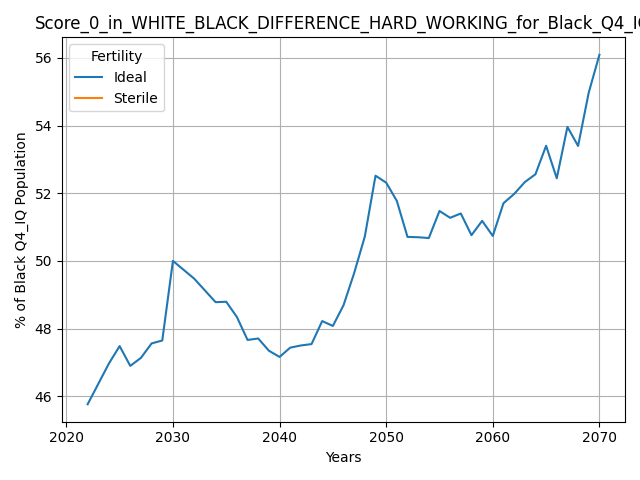 Score_0_in_WHITE_BLACK_DIFFERENCE_HARD_WORKING_for_Black_Q4_IQ
Fertility
Ideal
Sterile
% of Black Q4_IQ Population
56
54
52
50
48
46
2020 2030 2040 2050 2060 2070
Years